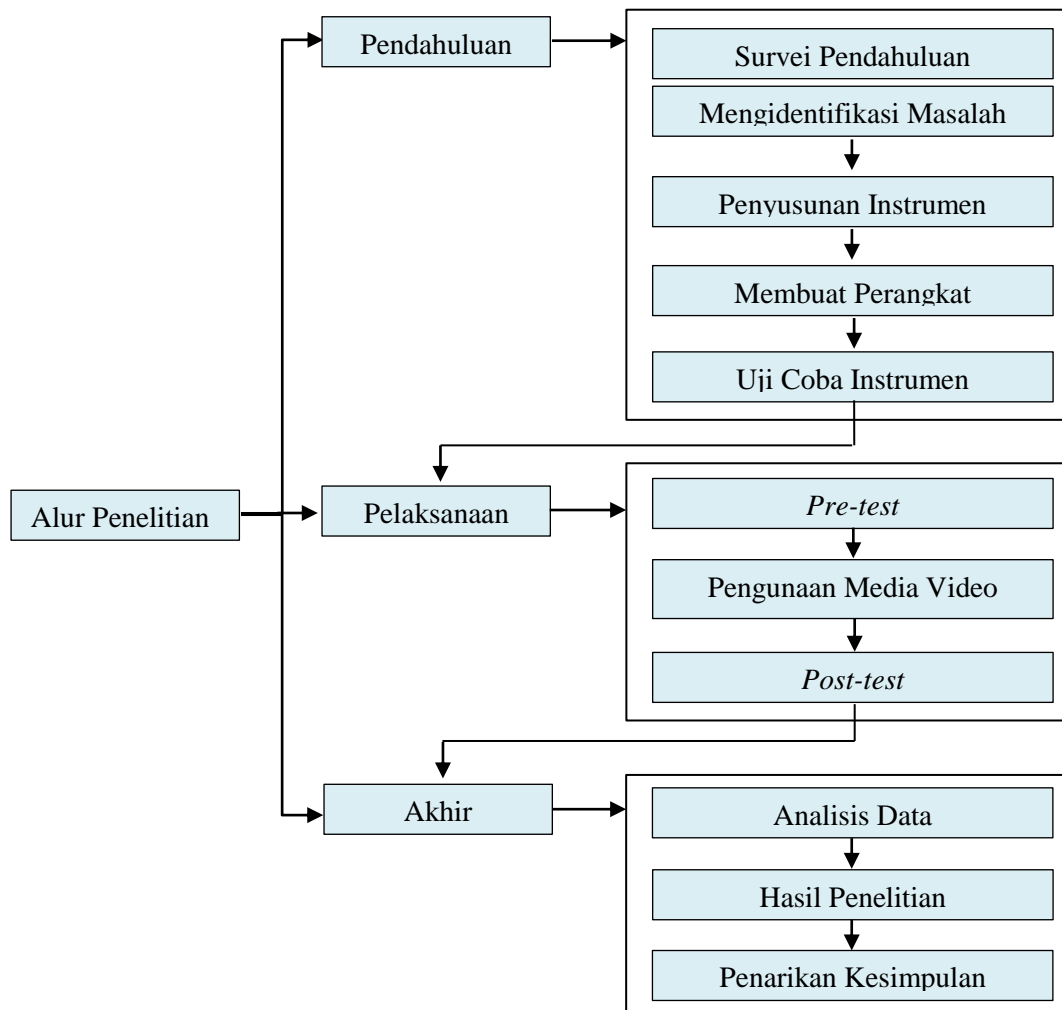 Pendahuluan
Survei Pendahuluan
Mengidentifikasi Masalah
Penyusunan Instrumen
Membuat Perangkat
Uji Coba Instrumen
Alur Penelitian
Pelaksanaan
Pre-test
Pengunaan Media Video
Post-test
Akhir
Analisis Data
Hasil Penelitian
Penarikan Kesimpulan